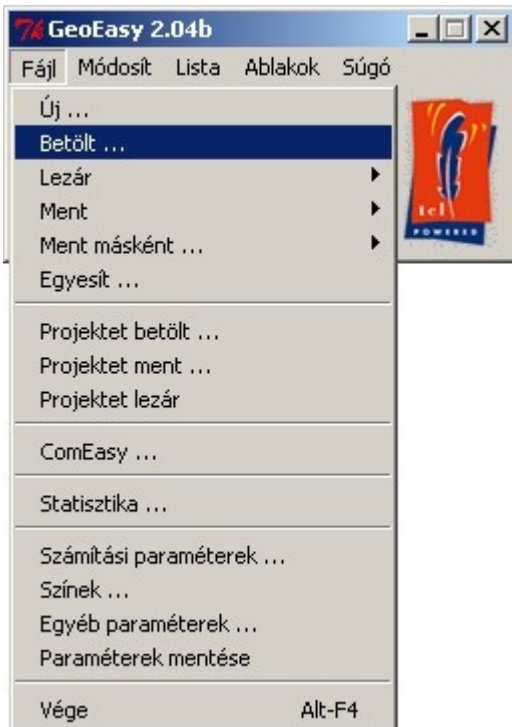 GeoEasy 2.04b
Fájl Módosít Lista Ablakok Súgó
Új ...
Betölt ...
Lezár
Ment
Ment másként ...
Egyesít ...
Projektet betölt ...
Projektet ment ...
Projektet lezár
ComEasy ...
Statisztika ...
Számítási paraméterek ...
Színek ...
Egyéb paraméterek ...
Paraméterek mentése
Vége Alt-F4
tcl
POWERED